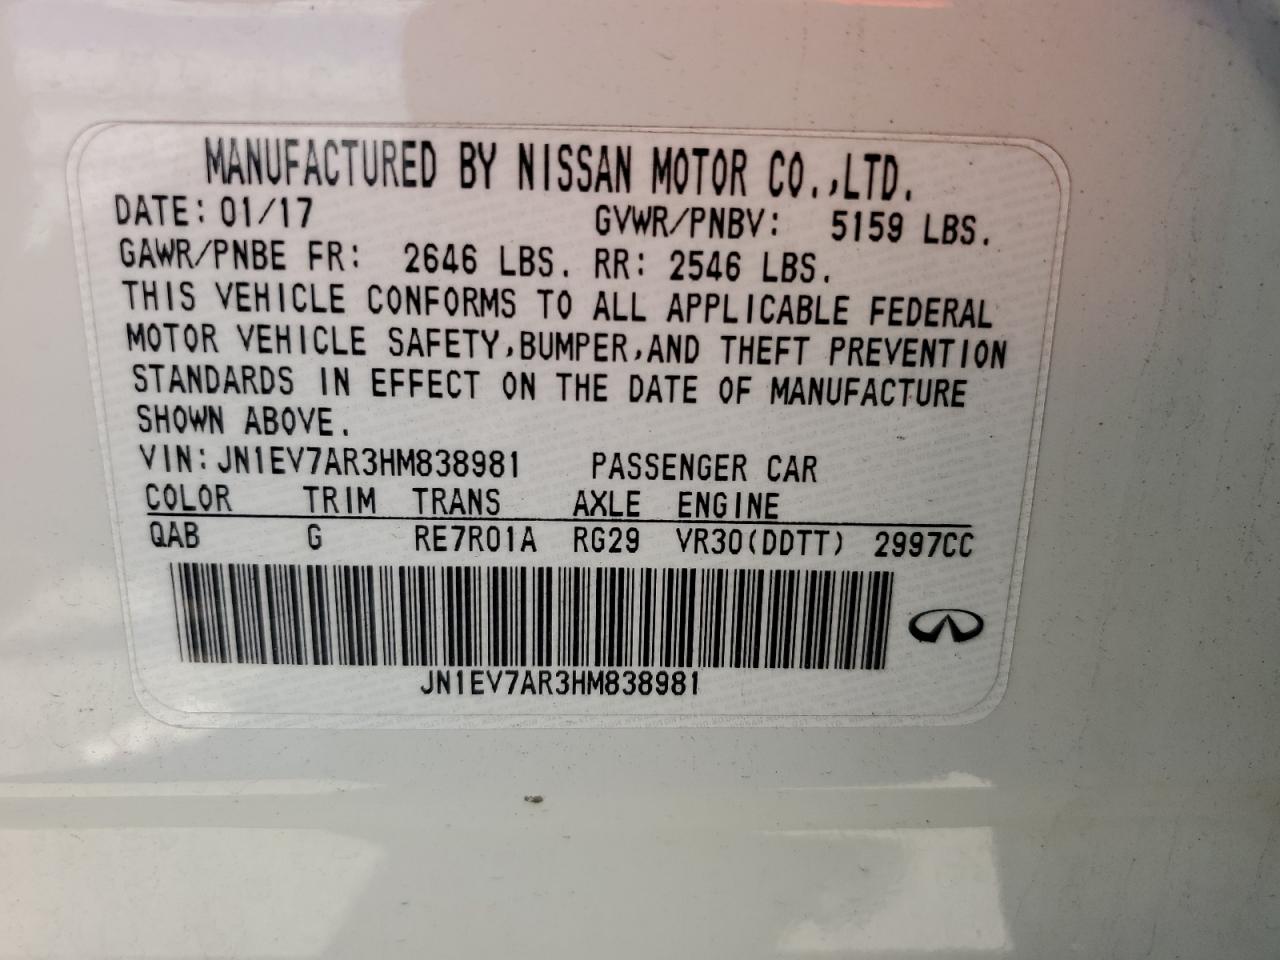 MANUFACTURED BY NISSAN MOTOR CO.,LTD.
DATE: 01/17 GVWR/PNBV: 5159 LBS.
GAWR/PNBE FR: 2646 LBS. RR: 2546 LBS.
THIS VEHICLE CONFORMS TO ALL APPLICABLE FEDERAL
MOTOR VEHICLE SAFETY,BUMPER,AND THEFT PREVENTION
STANDARDS IN EFFECT ON THE DATE OF MANUFACTURE
SHOWN ABOVE.
VIN: JN1EV7AR3HM838981 PASSENGER CAR
COLOR TRIM TRANS AXLE ENGINE
QAB G RE7R01A RG29 VR30(DDTT) 2997CC
JN1EV7AR3HM838981